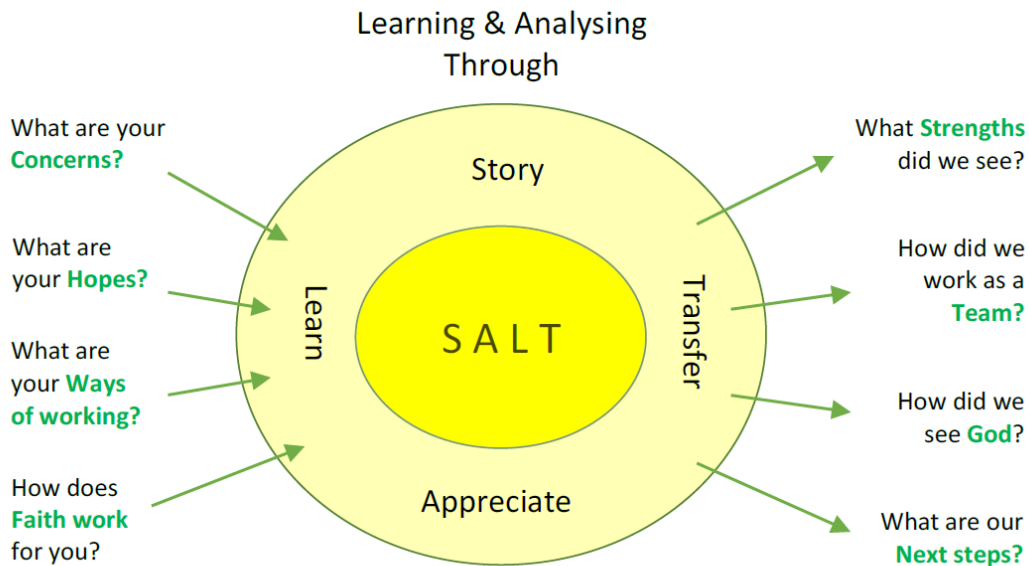 Learning & Analysing
Through
What are your
Concerns?
What are
your Hopes?
What are
your Ways
of working?
How does
Faith work
for you?
Story
Learn
S A L T
Transfer
Appreciate
What Strengths
did we see?
How did we
work as a
Team?
How did we
see God?
What are our
Next steps?